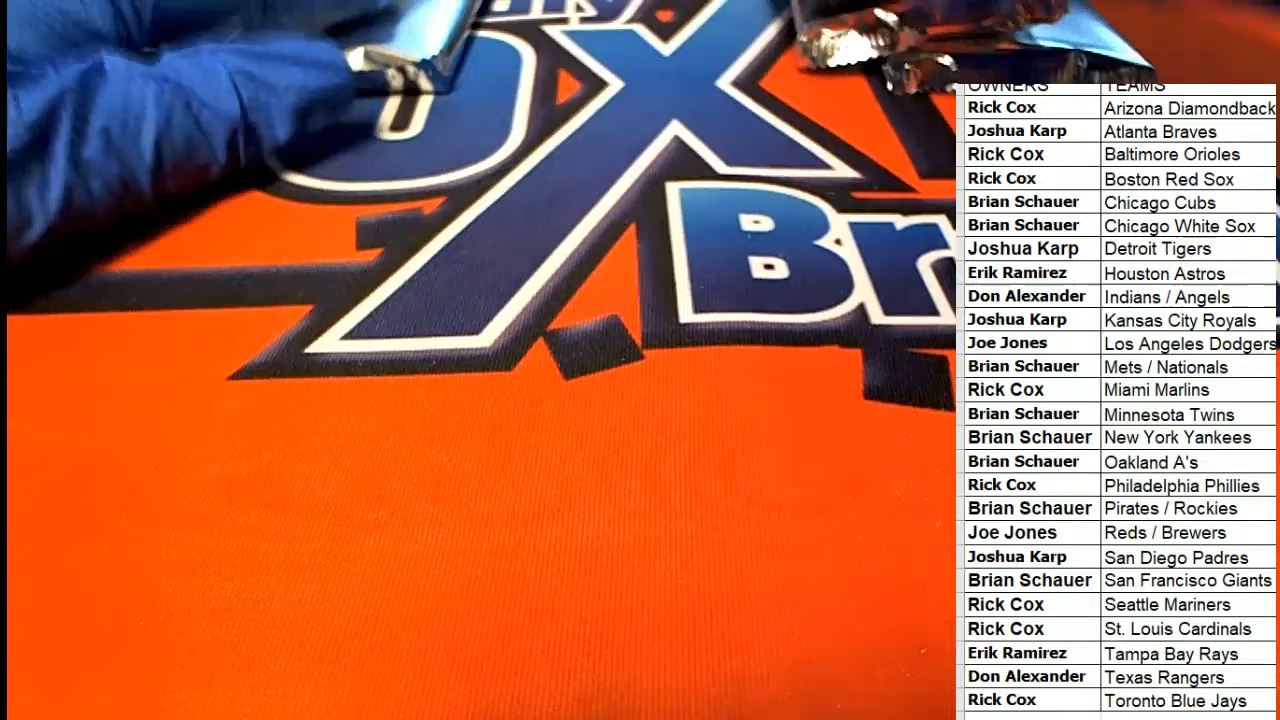 OX
Br
OWNERS TEAMS
Rick Cox Arizona Diamondback
Joshua Karp Atlanta Braves
Rick Cox Baltimore Orioles
Rick Cox Boston Red Sox
Brian Schauer Chicago Cubs
Brian Schauer Chicago White Sox
Joshua Karp Detroit Tigers
Erik Ramirez Houston Astros
Don Alexander Indians / Angels
Joshua Karp Kansas City Royals
Joe Jones Los Angeles Dodgers
Brian Schauer Mets / Nationals
Rick Cox Miami Marlins
Brian Schauer Minnesota Twins
Brian Schauer New York Yankees
Brian Schauer Oakland A's
Rick Cox Philadelphia Phillies
Brian Schauer Pirates / Rockies
Joe Jones Reds / Brewers
Joshua Karp San Diego Padres
Brian Schauer San Francisco Giants
Rick Cox Seattle Mariners
Rick Cox St. Louis Cardinals
Erik Ramirez Tampa Bay Rays
Don Alexander Texas Rangers
Rick Cox Toronto Blue Jays